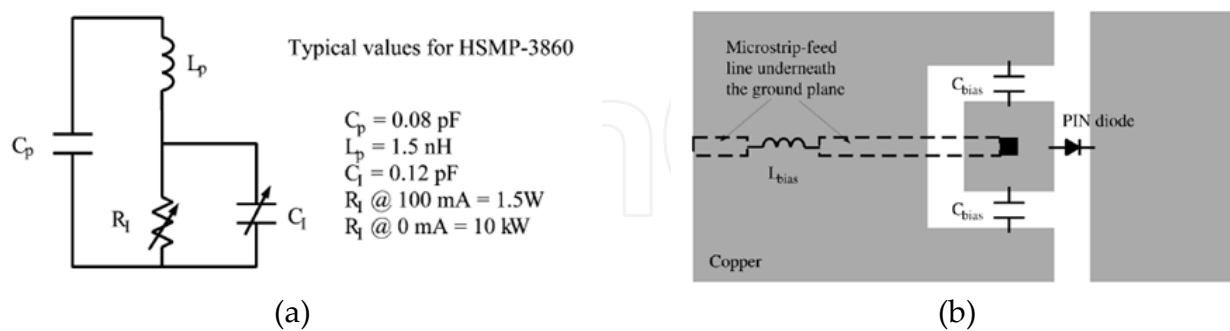 Typical values for HSMP-3860
Lp
Cp
RI
CI
Cp = 0.08 pF
Lp = 1.5 nH
CI = 0.12 pF
RI @ 100 mA = 1.5W
RI @ 0 mA = 10 kW
(a)
Microstrip-feed
line underneath
the ground plane
Cbias
PIN diode
Lbias
Cbias
Copper
(b)